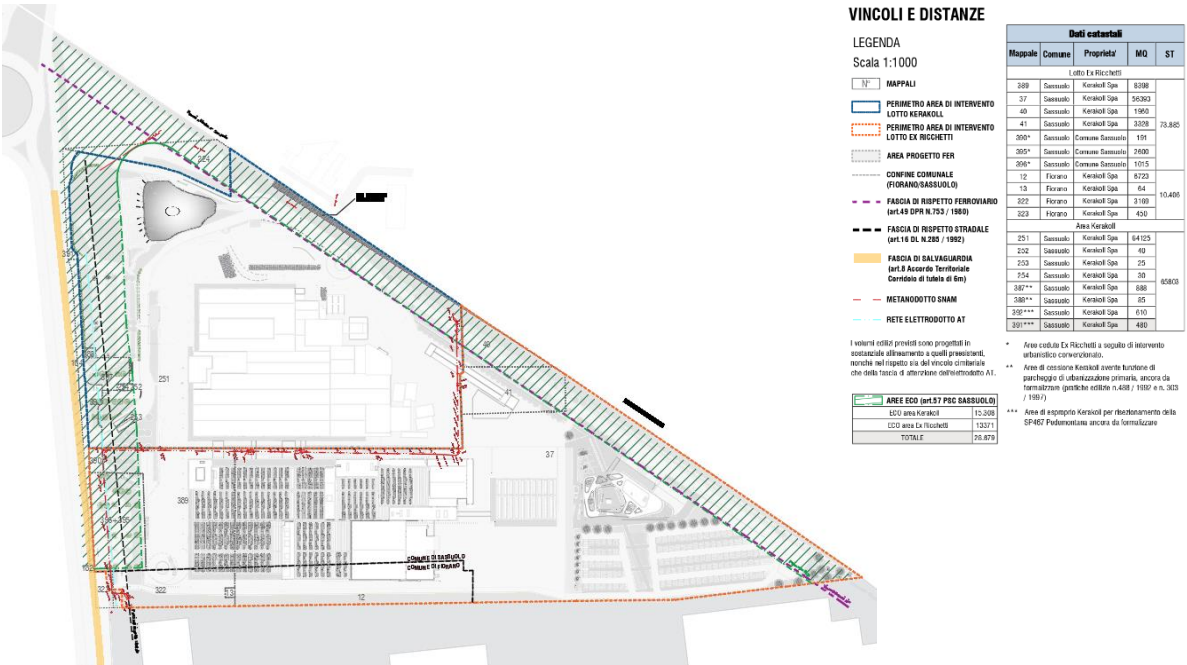 VINCOLI E DISTANZE
LEGENDA
Scala 1:1000
N° MAPPALI
PERIMETRO AREA DI INTERVENTO
LOTTO KERAKOLL
PERIMETRO AREA DI INTERVENTO
LOTTO EX RICCHETTI
AREA PROGETTO FER
CONFINE COMUNALE
(FIORANO/SASSUOLO)
FASCIA DI RISPETTO FERROVIARIO
(art.49 DPR N.753 / 1980)
FASCIA DI RISPETTO STRADALE
(art.16 DL N.285 / 1992)
FASCIA DI SALVAGUARDIA
(art.8 Accordo Territoriale
Corridoio di tutela di 6m)
METANODOTTO SNAM
RETE ELETTRODOTTO AT
I volumi edilizi previsti sono progettati in
sostanziale allineamento a quelli preesistenti,
nonchè nel rispetto sia del vincolo cimiteriale
che della fascia di attenzione dell'elettrodotto AT.
AREE ECO (art.57 PSC SASSUOLO)
ECO area Kerakoll 15.308
ECO area Ex Ricchetti 13371
TOTALE 28.679
Dati catastali
Mappale Comune Proprieta' MQ ST
Lotto Ex Ricchetti
389 Sassuolo Kerakoll Spa 8398
37 Sassuolo Kerakoll Spa 56393
40 Sassuolo Kerakoll Spa 1960
41 Sassuolo Kerakoll Spa 3328
73.885
390* Sassuolo Comune Sassuolo 191
395* Sassuolo Comune Sassuolo 2600
396* Sassuolo Comune Sassuolo 1015
12 Fiorano Kerakoll Spa 6723
13 Fiorano Kerakoll Spa 64
10.406
322 Fiorano Kerakoll Spa 3169
323 Fiorano Kerakoll Spa 450
Area Kerakoll
251 Sassuolo Kerakoll Spa 64125
252 Sassuolo Kerakoll Spa 40
253 Sassuolo Kerakoll Spa 25
254 Sassuolo Kerakoll Spa 30
65803
387** Sassuolo Kerakoll Spa 888
388** Sassuolo Kerakoll Spa 85
392*** Sassuolo Kerakoll Spa 610
391*** Sassuolo Kerakoll Spa 480
* Aree cedute Ex Ricchetti a seguito di intervento
urbanistico convenzionato.
** Aree di cessione Kerakoll avente funzione di
parcheggio di urbanizzazione primaria, ancora da
formalizzare (pratiche edilizie n.488 / 1992 e n. 303
/ 1997)
*** Aree di esproprio Kerakoll per risezionamento della
SP467 Pedemontana ancora da formalizzare
224
251
40
41
37
389
COMUNE DI SASSUOLO
COMUNE DI FIORANO
322
13
12